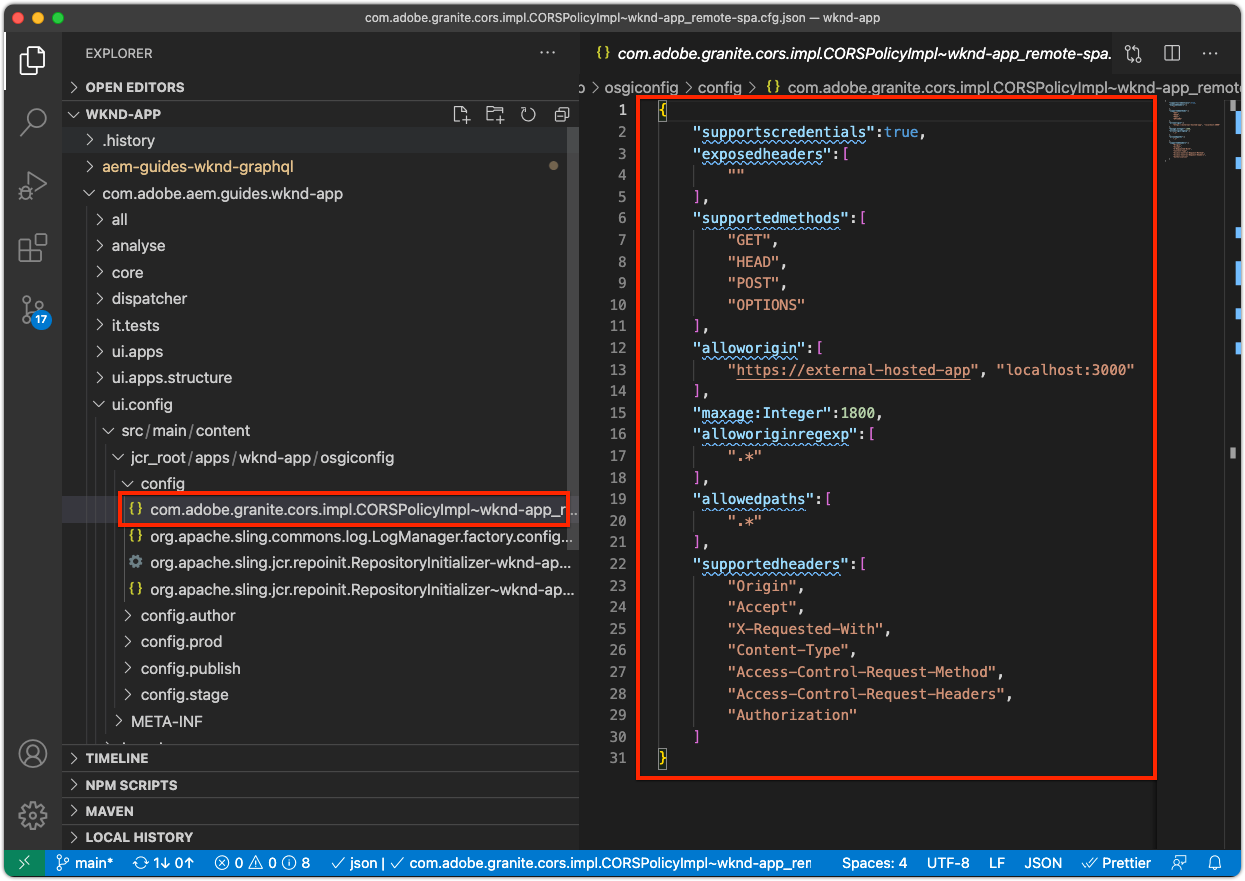 com.adobe.granite.cors.impl.CORSPolicyImpl~wknd-app_remote-spa.cfg.json — wknd-app
EXPLORER
OPEN EDITORS
WKND-APP
.history
aem-guides-wknd-graphql
com.adobe.aem.guides.wknd-app
all
analyse
core
dispatcher
it.tests
ui.apps
ui.apps.structure
ui.config
src/main/content
jcr_root/apps/wknd-app/osgiconfig
config
com.adobe.granite.cors.impl.CORSPolicyImpl~wknd-app_r...
{} org.apache.sling.commons.log.LogManager.factory.config...
org.apache.sling.jcr.repoinit.RepositoryInitializer-wknd-ap...
{} org.apache.sling.jcr.repoinit.RepositoryInitializer~wknd-ap...
config.author
config.prod
config.publish
config.stage
META-INF
TIMELINE
NPM SCRIPTS
MAVEN
LOCAL HISTORY
17
{} com.adobe.granite.cors.impl.CORSPolicyImpl~wknd-app_remote-spa.
> osgiconfig > config > {} com.adobe.granite.cors.impl.CORSPolicyImpl~wknd-app_remot
1 {
2 "supportscredentials":true,
3 "exposedheaders":[
4 ""
5 ],
6 "supportedmethods":[
7 "GET",
8 "HEAD",
9 "POST",
10 "OPTIONS"
11 ],
12 "alloworigin":[
13 "https://external-hosted-app", "localhost:3000"
14 ],
15 "maxage:Integer":1800,
16 "alloworiginregexp":[
17 ".*"
18 ],
19 "allowedpaths":[
20 ".*"
21 ],
22 "supportedheaders":[
23 "Origin",
24 "Accept",
25 "X-Requested-With",
26 "Content-Type",
27 "Access-Control-Request-Method",
28 "Access-Control-Request-Headers",
29 "Authorization"
30 ]
31 }
main* 1↓ 0↑ 0 0 8 json | com.adobe.granite.cors.impl.CORSPolicyImpl~wknd-app_rem Spaces: 4 UTF-8 LF JSON Prettier